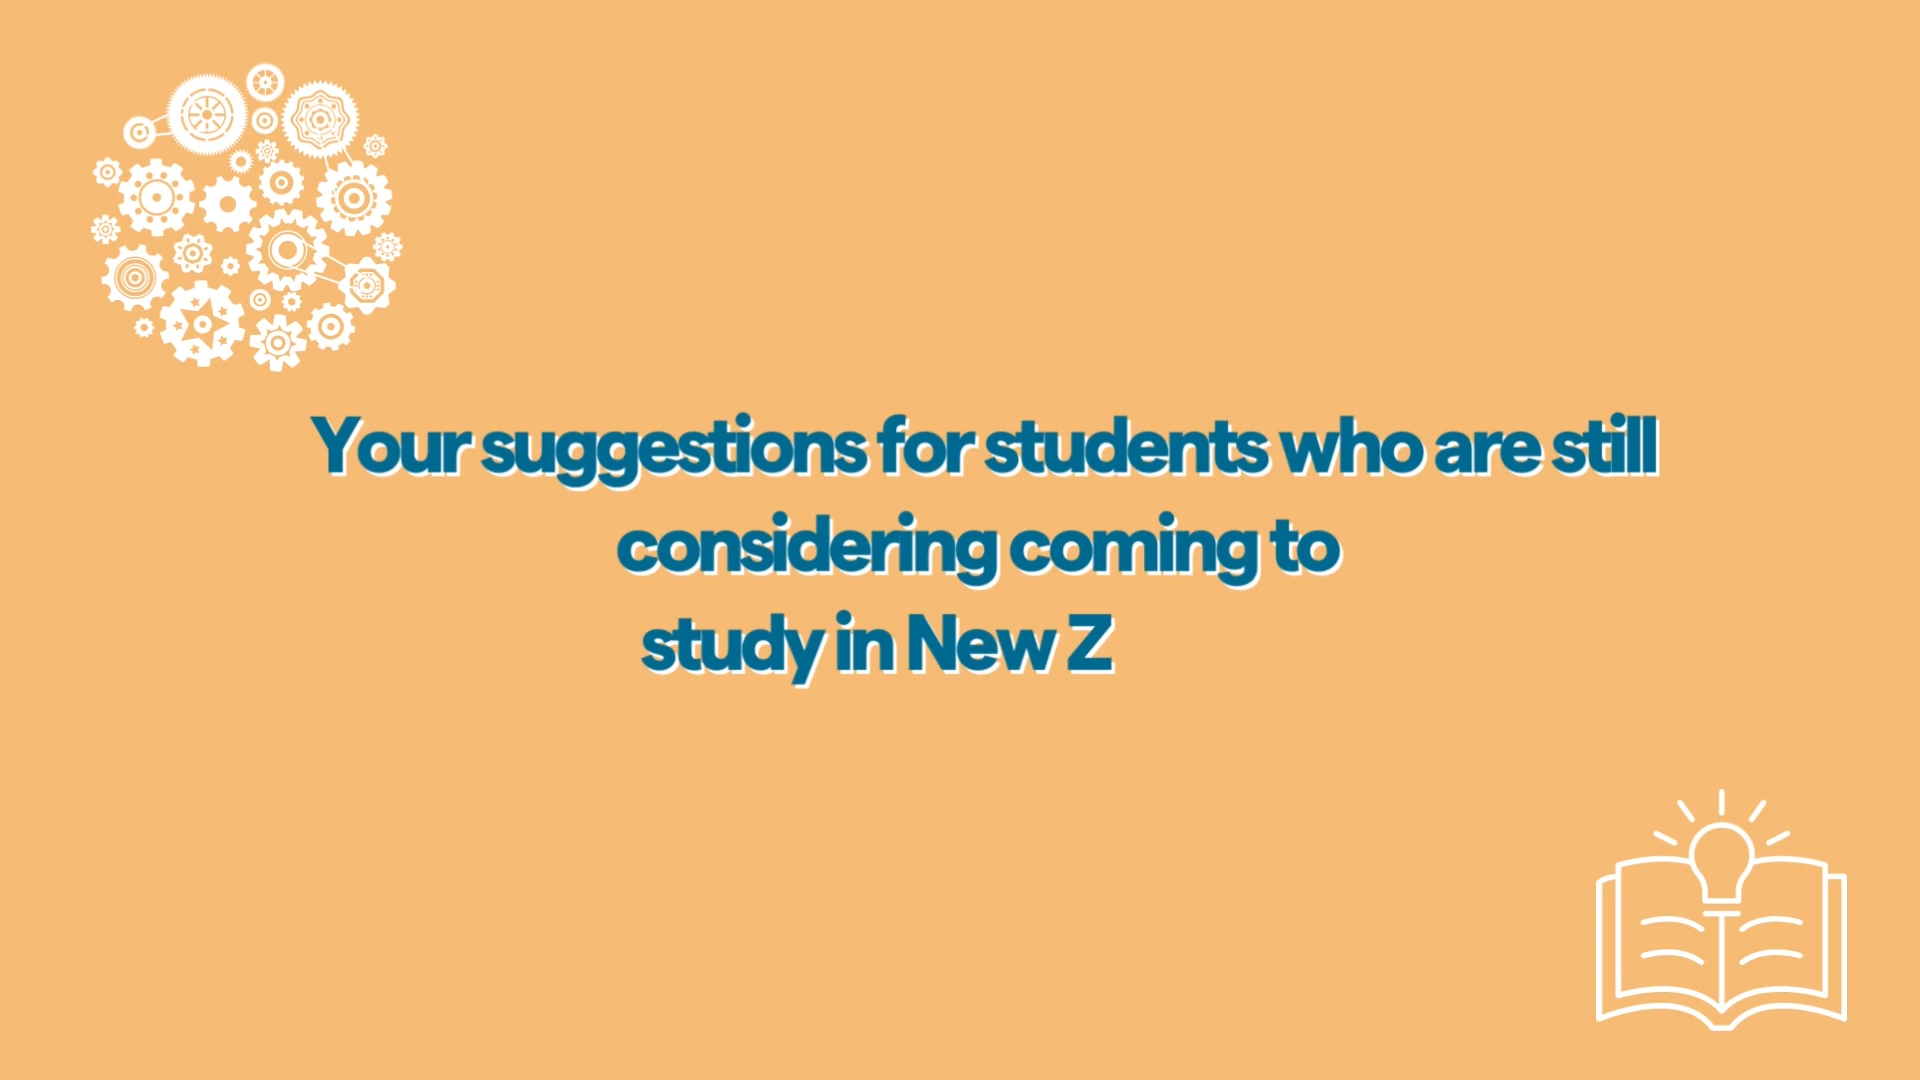 Your suggestions for students who are still
considering coming to
study in New Z